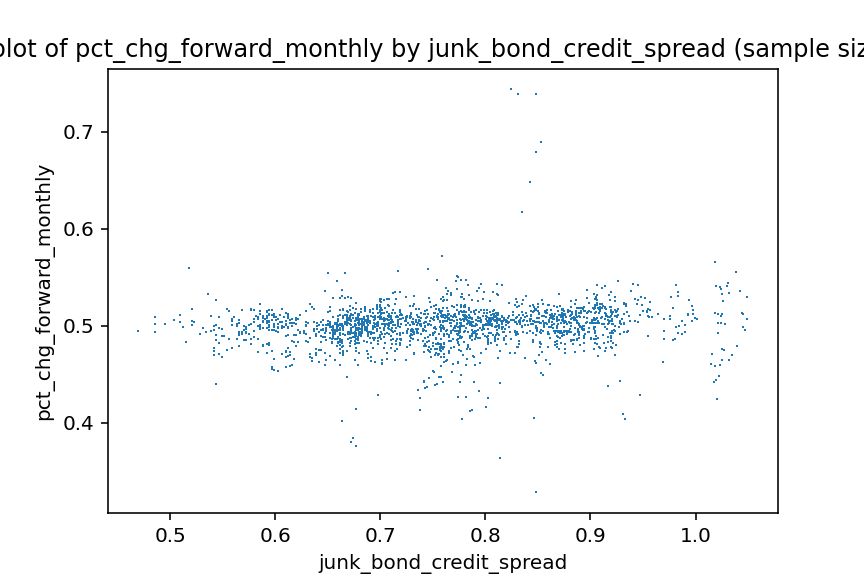 plot of pct_chg_forward_monthly by junk_bond_credit_spread (sample
0.7
0.6
0.5
0.4
pct_chg_forward_monthly
0.5 0.6 0.7 0.8 0.9 1.0
junk_bond_credit_spread